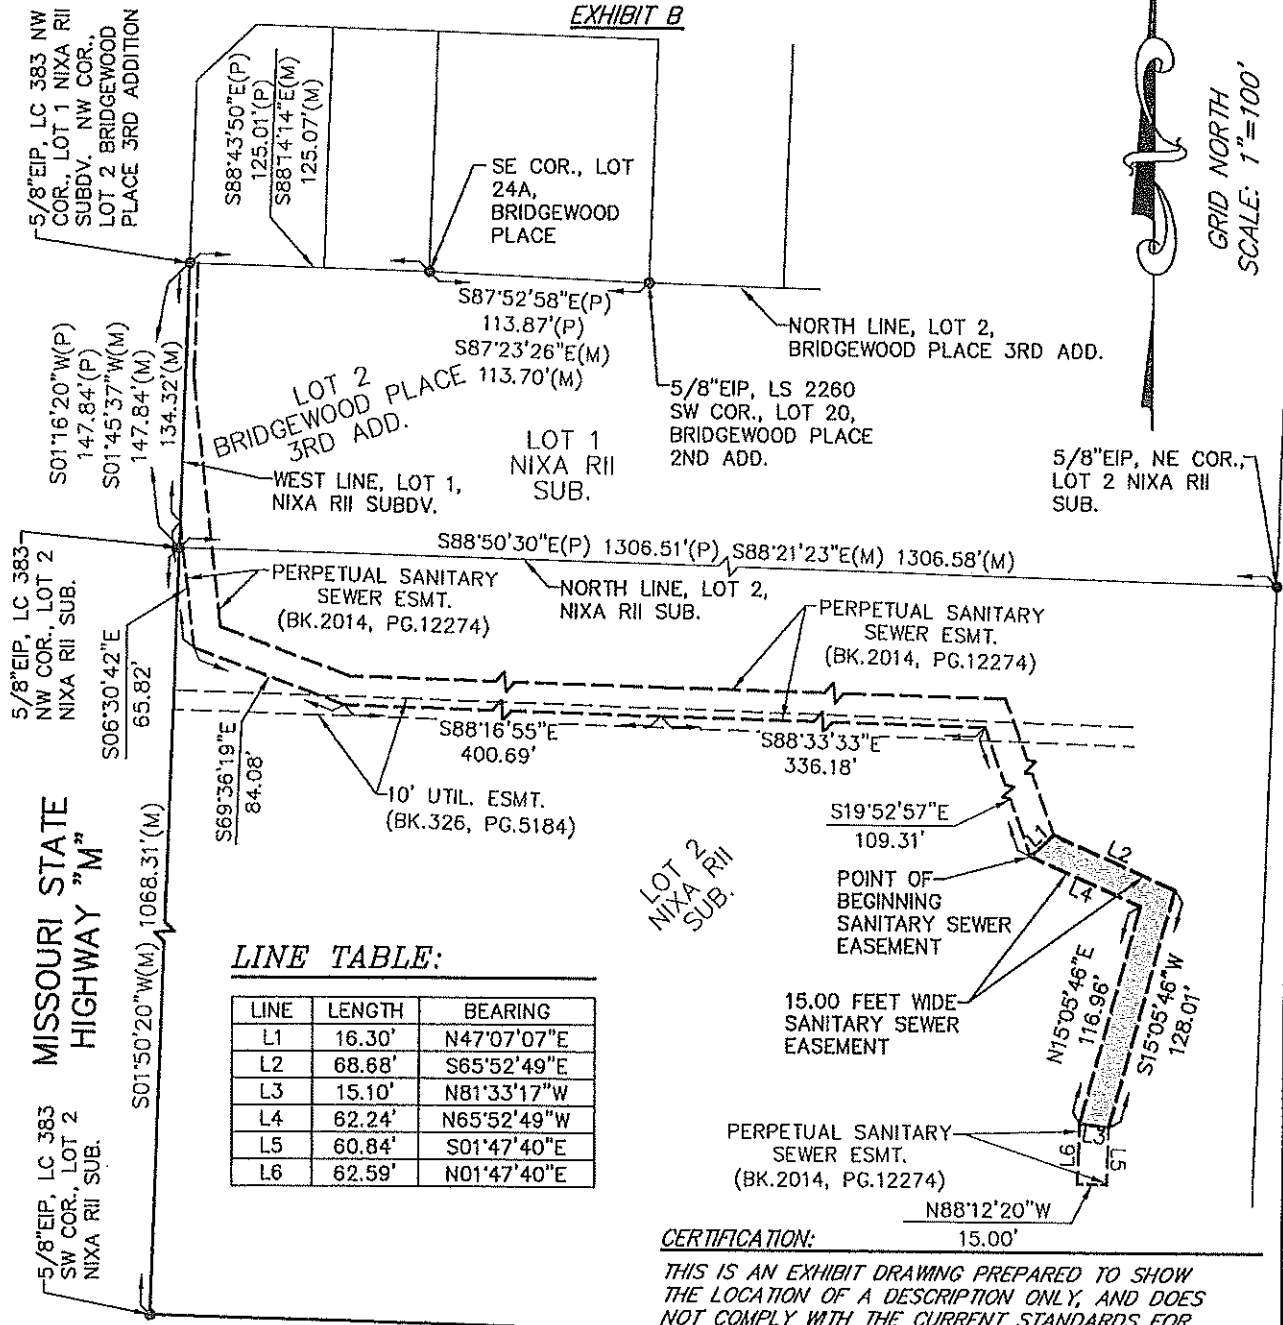 EXHIBIT B
5/8"EIP, LC 383 NW
COR., LOT 1 NIXA RII
SUBDV. NW COR.,
LOT 2 BRIDGEWOOD
PLACE 3RD ADDITION
S88°43'50"E(P)
125.01'(P)
S88°14'14"E(M)
125.07'(M)
SE COR., LOT
24A,
BRIDGEWOOD
PLACE
GRID NORTH
SCALE: 1"=100'
S87°52'58"E(P)
113.87'(P)
S87°23'26"E(M)
113.70'(M)
NORTH LINE, LOT 2,
BRIDGEWOOD PLACE 3RD ADD.
5/8"EIP, LS 2260
SW COR., LOT 20,
BRIDGEWOOD PLACE
2ND ADD.
S01°16'20"W(P)
147.84'(P)
S01°45'37"W(M)
147.84'(M)
134.32'(M)
LOT 2
BRIDGEWOOD PLACE
3RD ADD.
LOT 1
NIXA RII
SUB.
WEST LINE, LOT 1,
NIXA RII SUBDV.
5/8"EIP, NE COR.,
LOT 2 NIXA RII
SUB.
5/8"EIP, LC 383
NW COR., LOT 2
NIXA RII SUB.
S88°50'30"E(P) 1306.51'(P) S88°21'23"E(M) 1306.58'(M)
PERPETUAL SANITARY
SEWER ESMT.
(BK.2014, PG.12274)
NORTH LINE, LOT 2,
NIXA RII SUB.
PERPETUAL SANITARY
SEWER ESMT.
(BK.2014, PG.12274)
S06°30'42"E
65.82'
S69°36'19"E
84.08'
S88°16'55"E
400.69'
S88°33'33"E
336.18'
10' UTIL. ESMT.
(BK.326, PG.5184)
S19°52'57"E
109.31'
L1
L2
L4
POINT OF
BEGINNING
SANITARY SEWER
EASEMENT
LOT 2
NIXA RII
SUB.
MISSOURI STATE
HIGHWAY "M"
S01°50'20"W(M) 1068.31'(M)
15.00 FEET WIDE
SANITARY SEWER
EASEMENT
N15°05'46"E
116.96'
S15°05'46"W
128.01'
LINE TABLE:
LINE LENGTH BEARING
L1 16.30' N47°07'07"E
L2 68.68' S65°52'49"E
L3 15.10' N81°33'17"W
L4 62.24' N65°52'49"W
L5 60.84' S01°47'40"E
L6 62.59' N01°47'40"E
5/8"EIP, LC 383
SW COR., LOT 2
NIXA RII SUB.
PERPETUAL SANITARY
SEWER ESMT.
(BK.2014, PG.12274)
L3
L6
L5
N88°12'20"W
15.00'
CERTIFICATION:
THIS IS AN EXHIBIT DRAWING PREPARED TO SHOW
THE LOCATION OF A DESCRIPTION ONLY, AND DOES
NOT COMPLY WITH THE CURRENT STANDARDS FOR